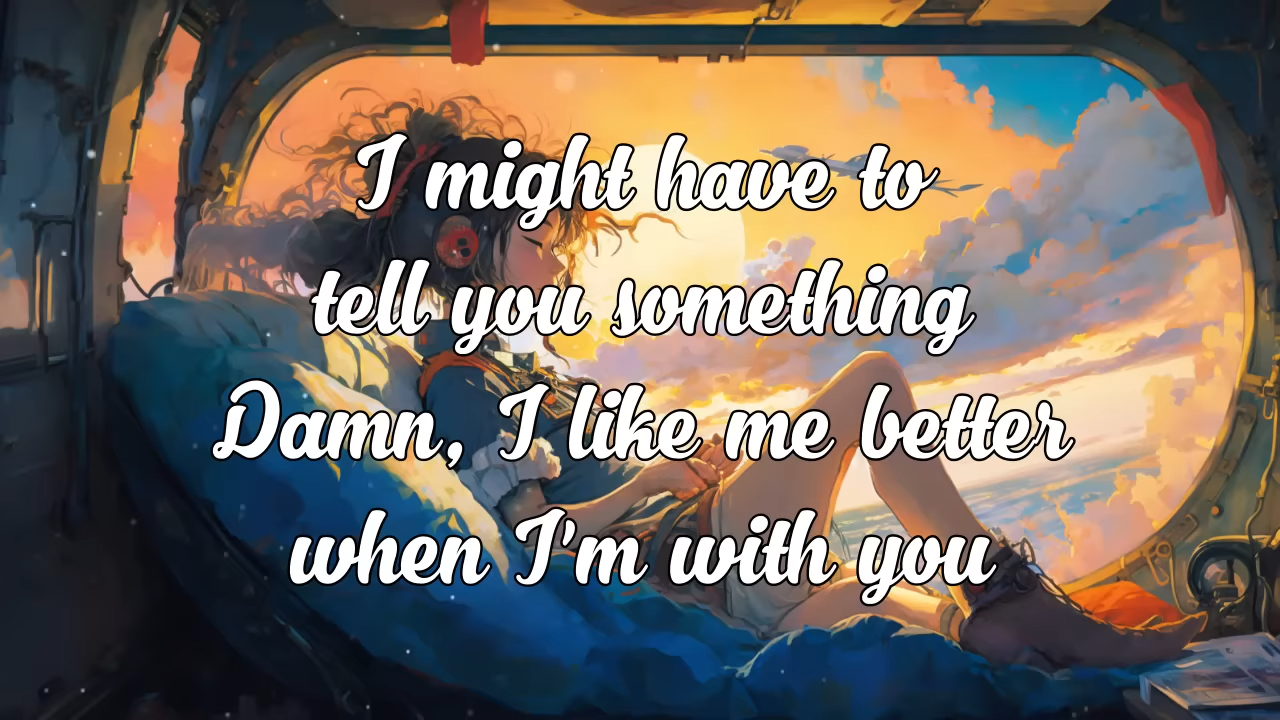 I might have to
tell you something
Damn, I like me better
when I'm with you